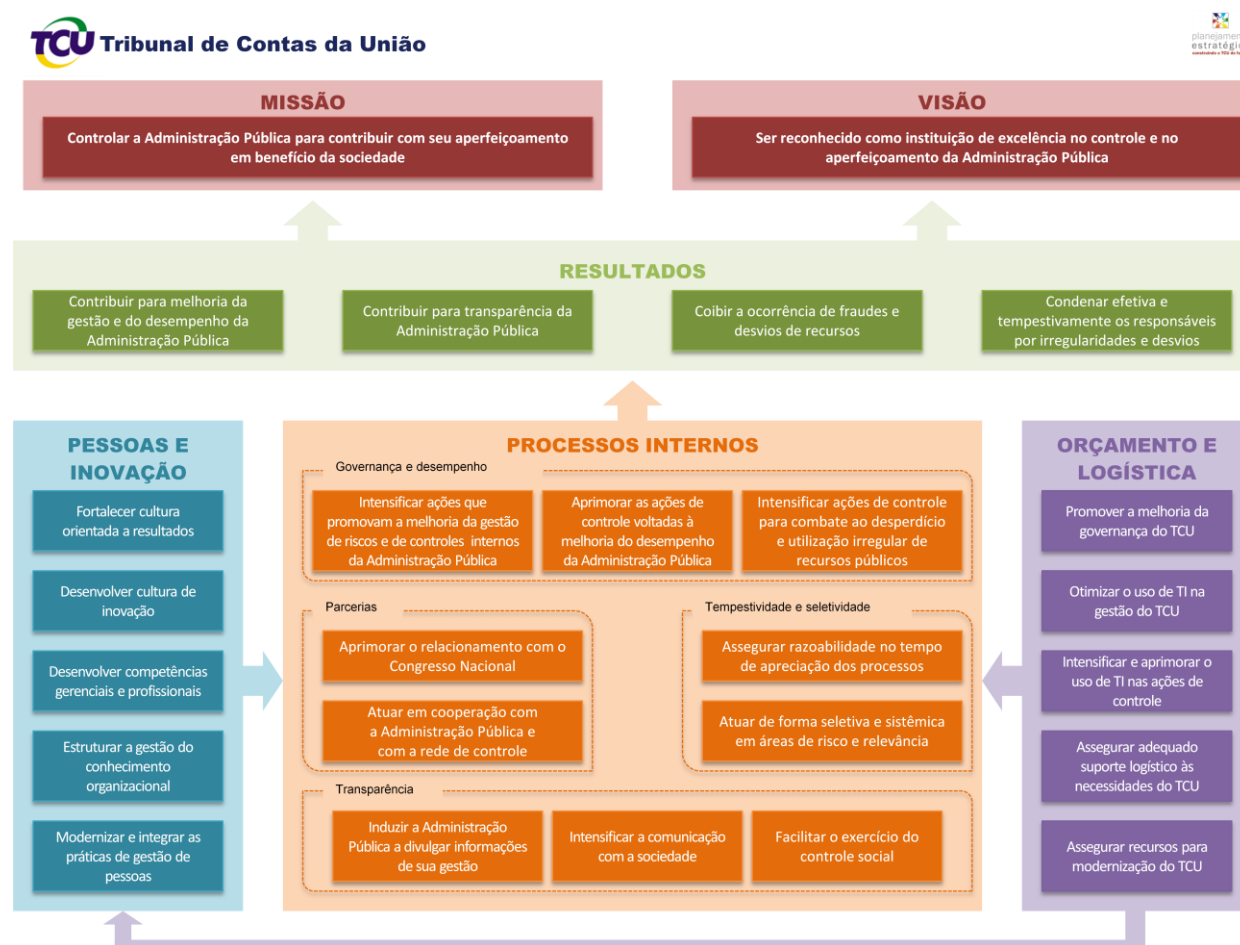 TCU Tribunal de Contas da União
planejamen
estratégic
MISSÃO
Controlar a Administração Pública para contribuir com seu aperfeiçoamento
em benefício da sociedade
VISÃO
Ser reconhecido como instituição de excelência no controle e no
aperfeiçoamento da Administração Pública
RESULTADOS
Contribuir para melhoria da
gestão e do desempenho da
Administração Pública
Contribuir para transparência da
Administração Pública
Coibir a ocorrência de fraudes e
desvios de recursos
Condenar efetiva e
tempestivamente os responsáveis
por irregularidades e desvios
PESSOAS E
INOVAÇÃO
Fortalecer cultura
orientada a resultados
Desenvolver cultura de
inovação
Desenvolver competências
gerenciais e profissionais
Estruturar a gestão do
conhecimento
organizacional
Modernizar e integrar as
práticas de gestão de
pessoas
PROCESSOS INTERNOS
Governança e desempenho
Intensificar ações que
promovam a melhoria da gestão
de riscos e de controles internos
da Administração Pública
Aprimorar as ações de
controle voltadas à
melhoria do desempenho
da Administração Pública
Intensificar ações de controle
para combate ao desperdício
e utilização irregular de
recursos públicos
Parcerias
Aprimorar o relacionamento com o
Congresso Nacional
Atuar em cooperação com
a Administração Pública e
com a rede de controle
Tempestividade e seletividade
Assegurar razoabilidade no tempo
de apreciação dos processos
Atuar de forma seletiva e sistêmica
em áreas de risco e relevância
Transparência
Induzir a Administração
Pública a divulgar informações
de sua gestão
Intensificar a comunicação
com a sociedade
Facilitar o exercício do
controle social
ORÇAMENTO E
LOGÍSTICA
Promover a melhoria da
governança do TCU
Otimizar o uso de TI na
gestão do TCU
Intensificar e aprimorar o
uso de TI nas ações de
controle
Assegurar adequado
suporte logístico às
necessidades do TCU
Assegurar recursos para
modernização do TCU